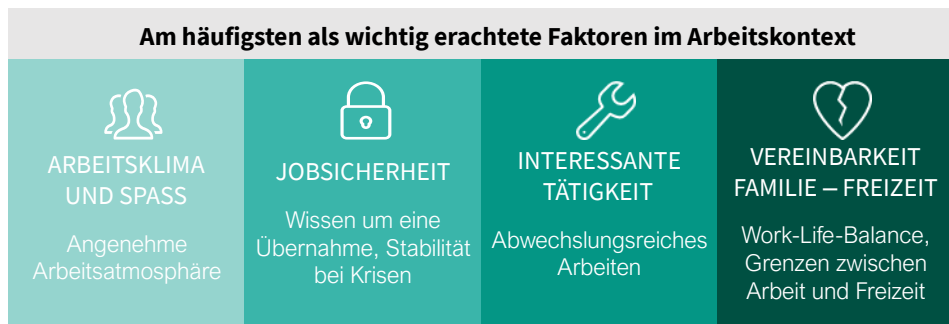 Am häufigsten als wichtig erachtete Faktoren im Arbeitskontext
ARBEITSKLIMA
UND SPASS
Angenehme
Arbeitsatmosphäre
JOBSICHERHEIT
Wissen um eine
Übernahme, Stabilität
bei Krisen
INTERESSANTE
TÄTIGKEIT
Abwechslungsreiches
Arbeiten
VEREINBARKEIT
FAMILIE – FREIZEIT
Work-Life-Balance,
Grenzen zwischen
Arbeit und Freizeit